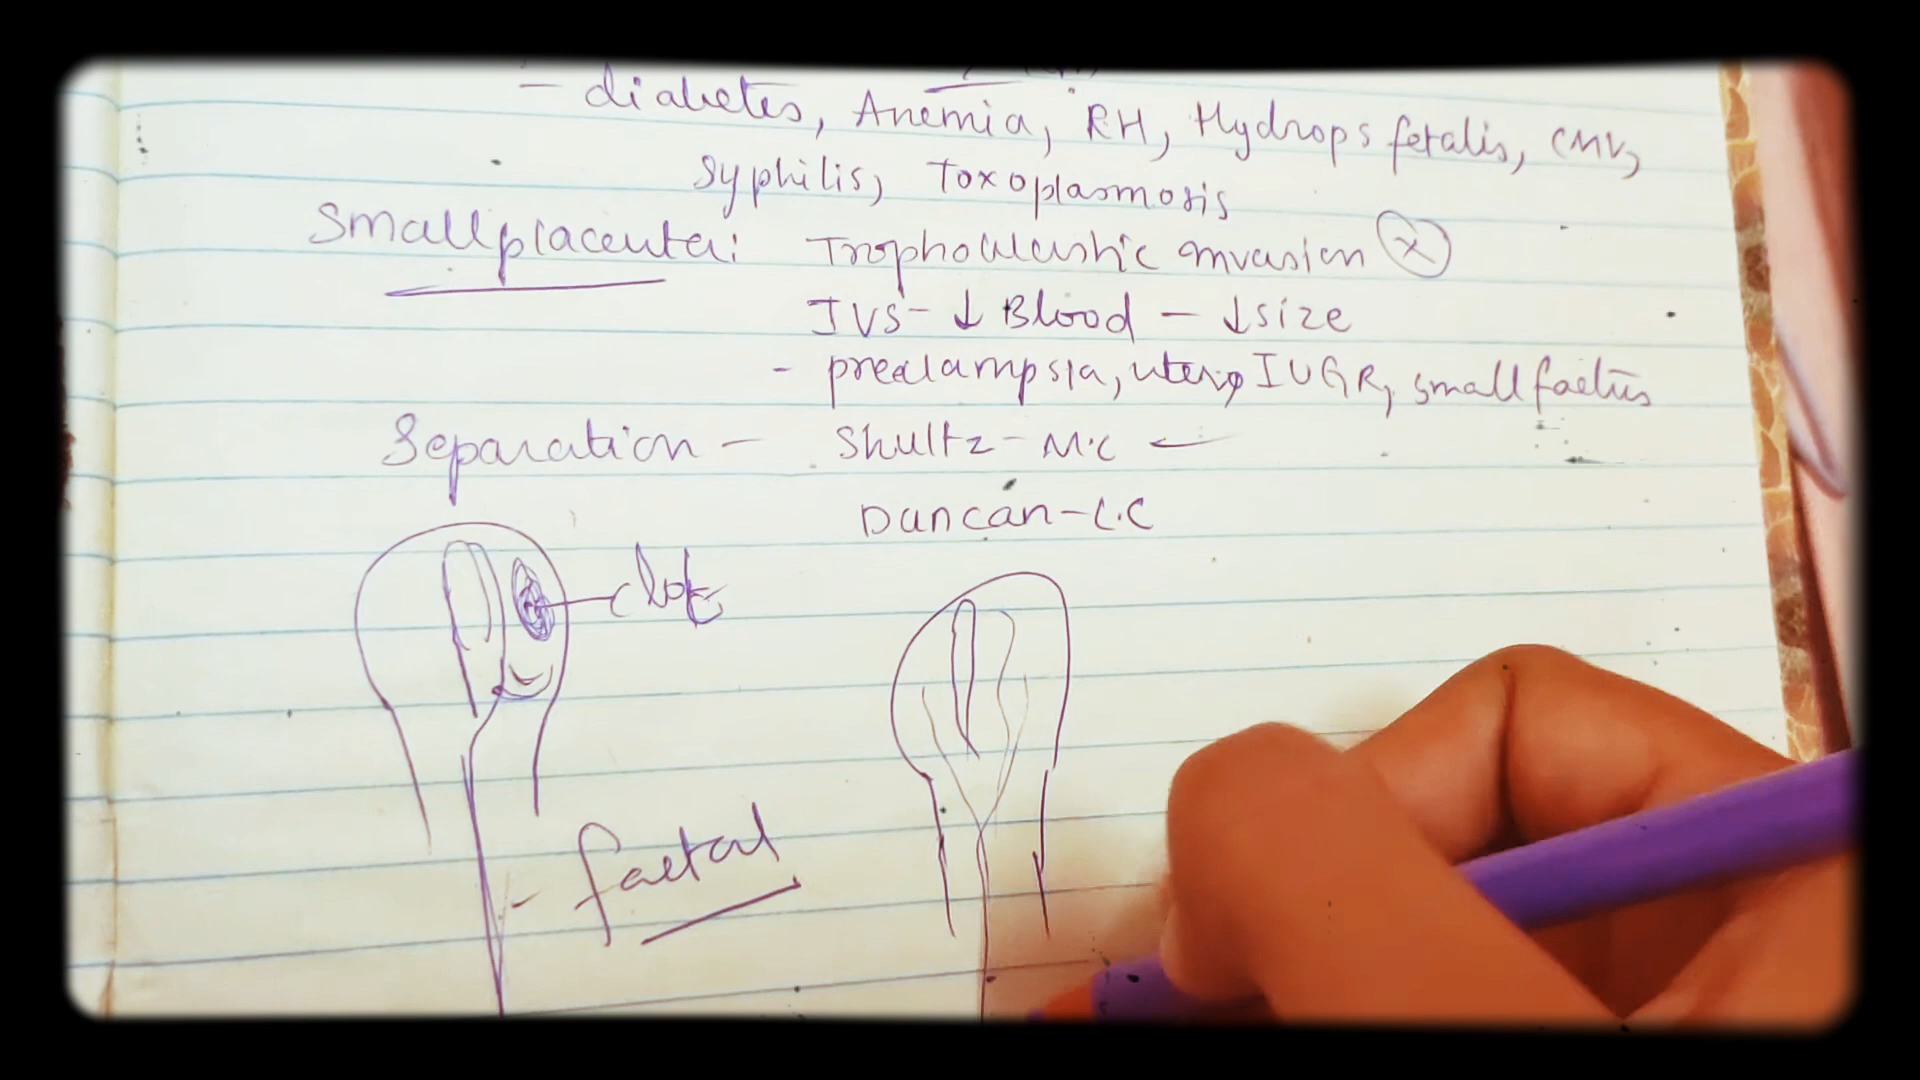 - diabetes, Anemia, RH, Hydrops fetalis, CMV,
syphilis, Toxoplasmosis
Small placenta: Trophoblastic invasion X
IVS - ↓ Blood - ↓ size
- preclampsia, IUGR, small faetus
Separation - Shultz - M.C
Duncan - L.C
clot
- faetal